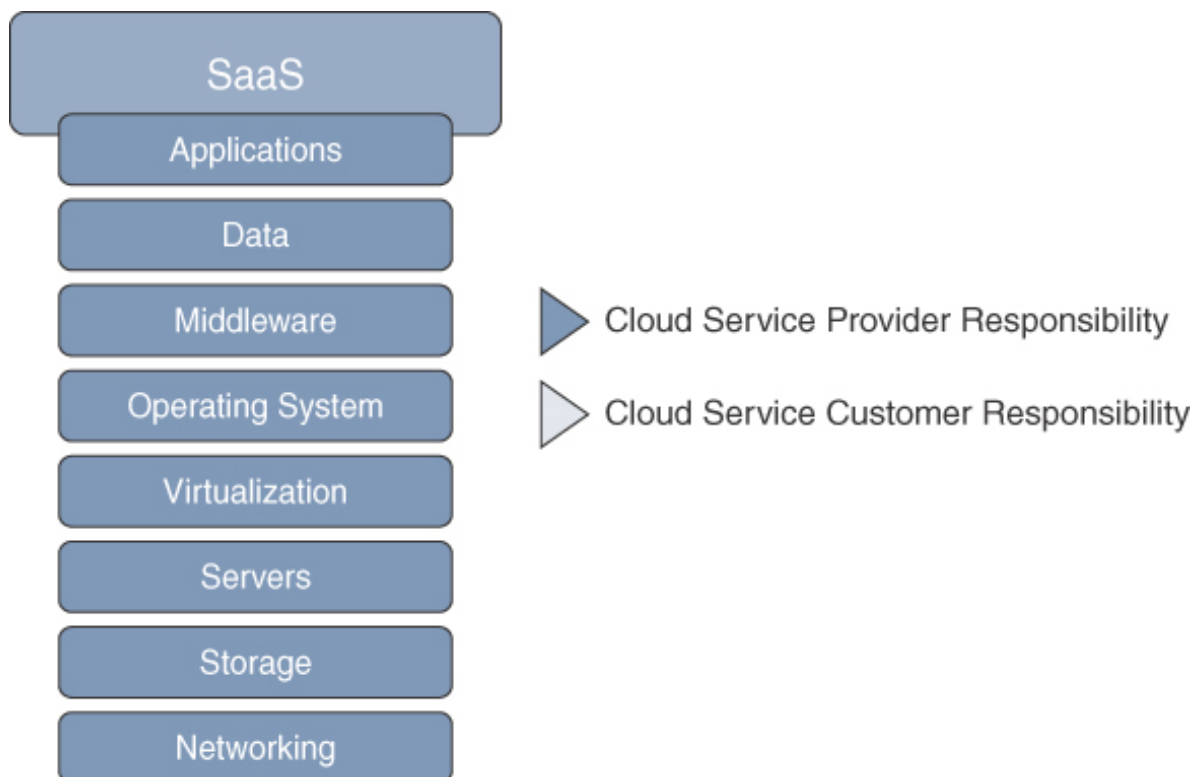 SaaS
Applications
Data
Middleware
Cloud Service Provider Responsibility
Operating System
Cloud Service Customer Responsibility
Virtualization
Servers
Storage
Networking